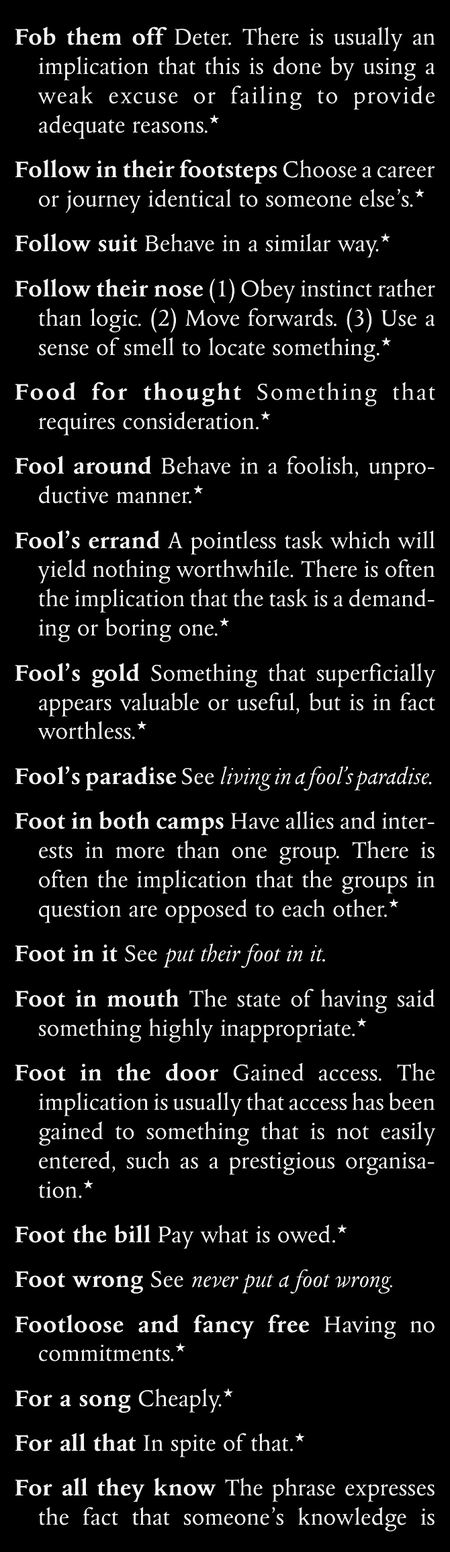 Fob them off Deter. There is usually an
implication that this is done by using a
weak excuse or failing to provide
adequate reasons.★
Follow in their footsteps Choose a career
or journey identical to someone else’s.★
Follow suit Behave in a similar way.★
Follow their nose (1) Obey instinct rather
than logic. (2) Move forwards. (3) Use a
sense of smell to locate something.★
Food for thought Something that
requires consideration.★
Fool around Behave in a foolish, unpro-
ductive manner.★
Fool’s errand A pointless task which will
yield nothing worthwhile. There is often
the implication that the task is a demand-
ing or boring one.★
Fool’s gold Something that superficially
appears valuable or useful, but is in fact
worthless.★
Fool’s paradise See living in a fool’s paradise.
Foot in both camps Have allies and inter-
ests in more than one group. There is
often the implication that the groups in
question are opposed to each other.★
Foot in it See put their foot in it.
Foot in mouth The state of having said
something highly inappropriate.★
Foot in the door Gained access. The
implication is usually that access has been
gained to something that is not easily
entered, such as a prestigious organisa-
tion.★
Foot the bill Pay what is owed.★
Foot wrong See never put a foot wrong.
Footloose and fancy free Having no
commitments.★
For a song Cheaply.★
For all that In spite of that.★
For all they know The phrase expresses
the fact that someone’s knowledge is